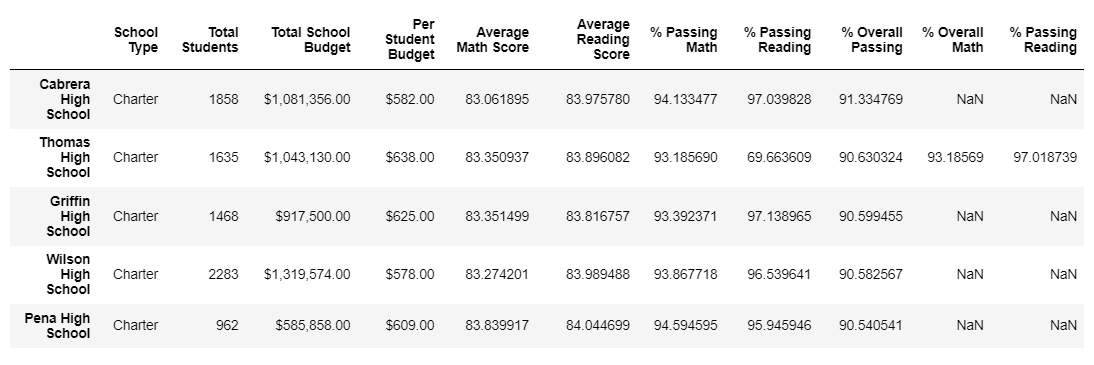 School Type Total Students Total School Budget Per Student Budget Average Math Score Average Reading Score % Passing Math % Passing Reading % Overall Passing % Overall Math % Passing Reading
Cabrera High School Charter 1858 $1,081,356.00 $582.00 83.061895 83.975780 94.133477 97.039828 91.334769 NaN NaN
Thomas High School Charter 1635 $1,043,130.00 $638.00 83.350937 83.896082 93.185690 69.663609 90.630324 93.18569 97.018739
Griffin High School Charter 1468 $917,500.00 $625.00 83.351499 83.816757 93.392371 97.138965 90.599455 NaN NaN
Wilson High School Charter 2283 $1,319,574.00 $578.00 83.274201 83.989488 93.867718 96.539641 90.582567 NaN NaN
Pena High School Charter 962 $585,858.00 $609.00 83.839917 84.044699 94.594595 95.945946 90.540541 NaN NaN